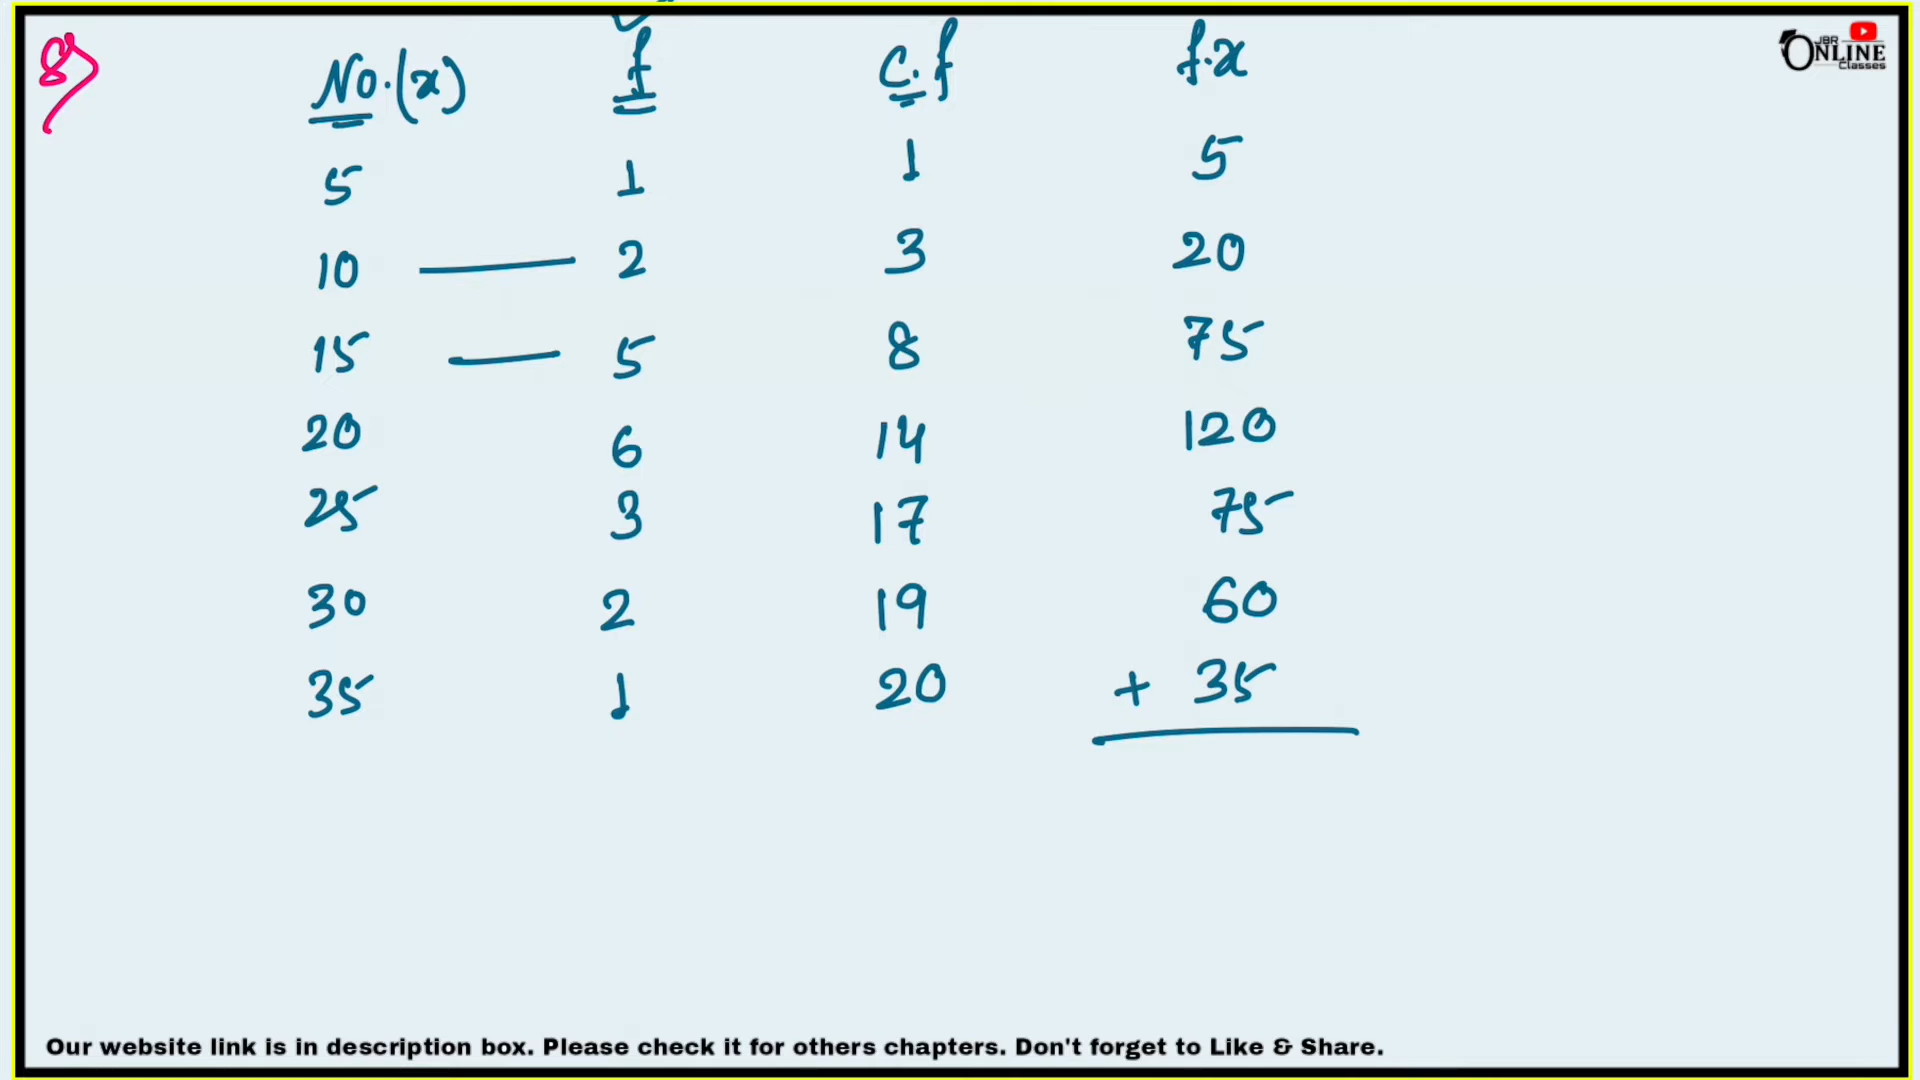 8)
No.(x) f c.f f.x
JBR
ONLINE
Classes
5 1 1 5
10 — 2 3 20
15 — 5 8 75
20 6 14 120
25 3 17 75
30 2 19 60
35 1 20 + 35
Our website link is in description box. Please check it for others chapters. Don't forget to Like & Share.